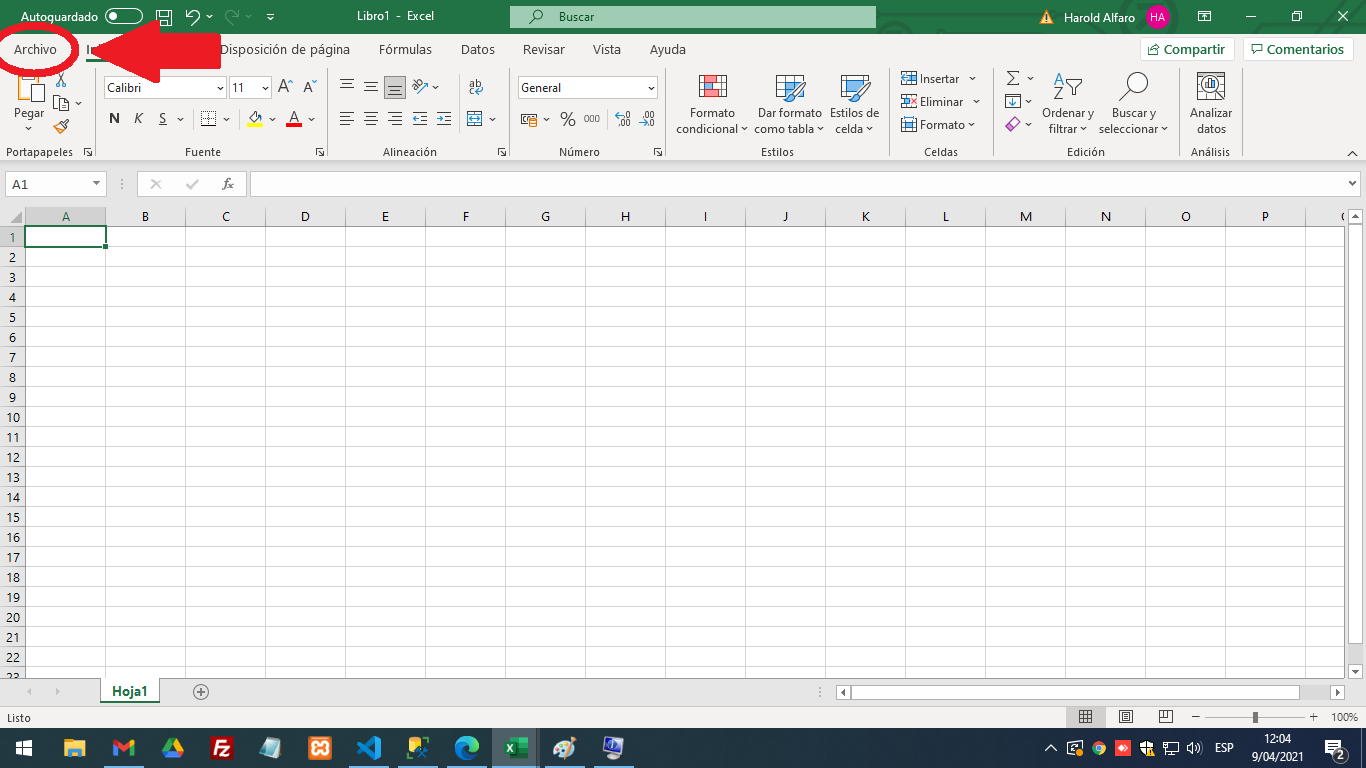 Autoguardado
Libro1 - Excel
Buscar
Harold Alfaro
HA
Archivo
Disposición de página
Fórmulas
Datos
Revisar
Vista
Ayuda
Compartir
Comentarios
Pegar
Portapapeles
Calibri
11
N K S
Fuente
Alineación
General
% 000
Número
Formato condicional
Dar formato como tabla
Estilos de celda
Estilos
Insertar
Eliminar
Formato
Celdas
Ordenar y filtrar
Buscar y seleccionar
Edición
Analizar datos
Análisis
A1
fx
A B C D E F G H I J K L M N O P
1
2
3
4
5
6
7
8
9
10
11
12
13
14
15
16
17
18
19
20
21
22
23
Hoja1
Listo
100%
ESP
12:04
9/04/2021
2